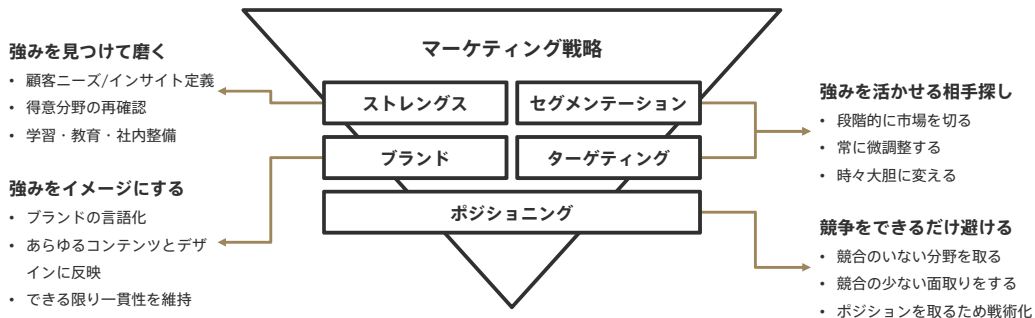 マーケティング戦略
強みを見つけて磨く
• 顧客ニーズ/インサイト定義
• 得意分野の再確認
• 学習・教育・社内整備
強みをイメージにする
• ブランドの言語化
• あらゆるコンテンツとデザ
インに反映
• できる限り一貫性を維持
ストレングス
セグメンテーション
ブランド
ターゲティング
ポジショニング
強みを活かせる相手探し
• 段階的に市場を切る
• 常に微調整する
• 時々大胆に変える
競争をできるだけ避ける
• 競合のいない分野を取る
• 競合の少ない面取りをする
• ポジションを取るため戦術化